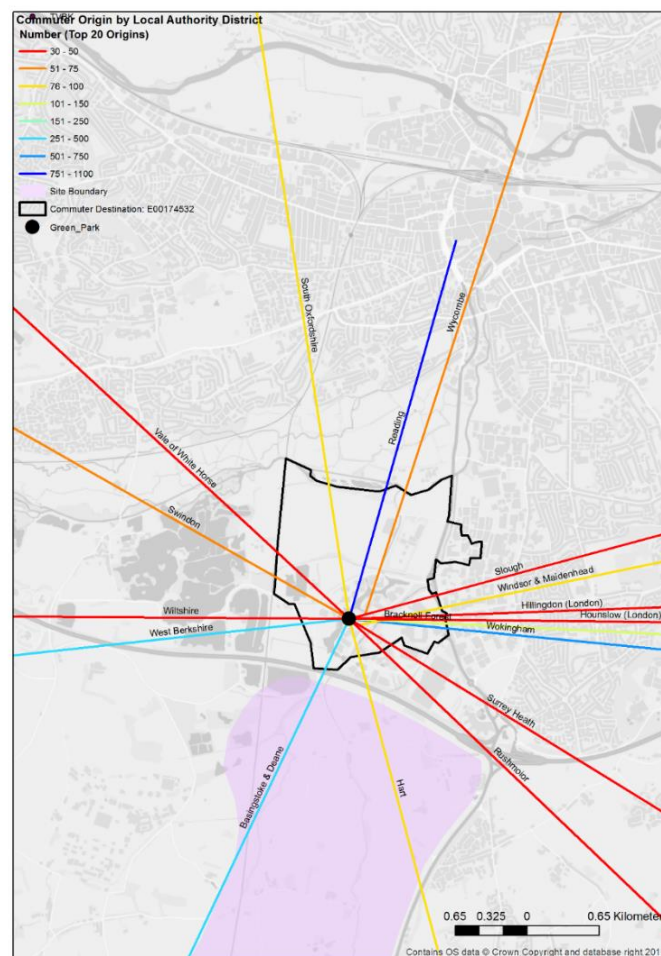 Commuter Origin by Local Authority District
Number (Top 20 Origins)
30 - 50
51 - 75
76 - 100
101 - 150
151 - 250
251 - 500
501 - 750
751 - 1100
Site Boundary
Commuter Destination: E00174532
Green_Park
South Oxfordshire
Wycombe
Reading
Vale of White Horse
Swindon
Slough
Windsor & Maidenhead
Hillingdon (London)
Wiltshire
Bracknell Forest
Hounslow (London)
West Berkshire
Wokingham
Surrey Heath
Rushmoor
Basingstoke & Deane
Hart
0.65 0.325 0 0.65 Kilometer
Contains OS data © Crown Copyright and database right 201